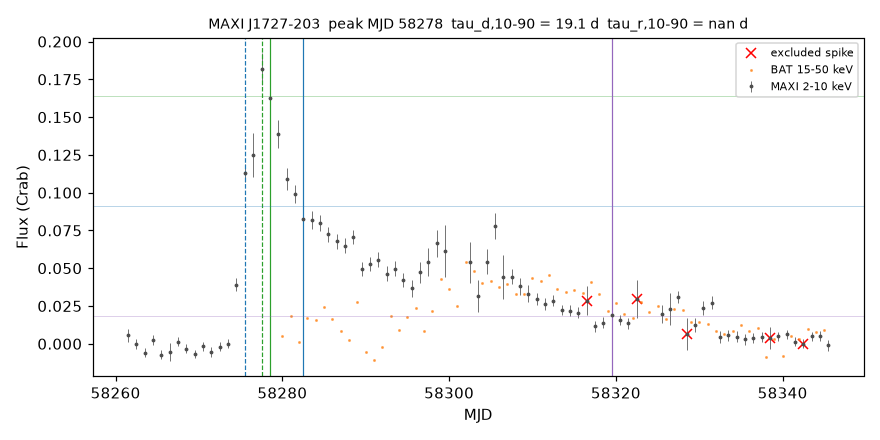 MAXI J1727-203 peak MJD 58278 tau_d,10-90 = 19.1 d tau_r,10-90 = nan d
excluded spike
BAT 15-50 keV
MAXI 2-10 keV
Flux (Crab)
0.200
0.175
0.150
0.125
0.100
0.075
0.050
0.025
0.000
58260
58280
58300
58320
58340
MJD